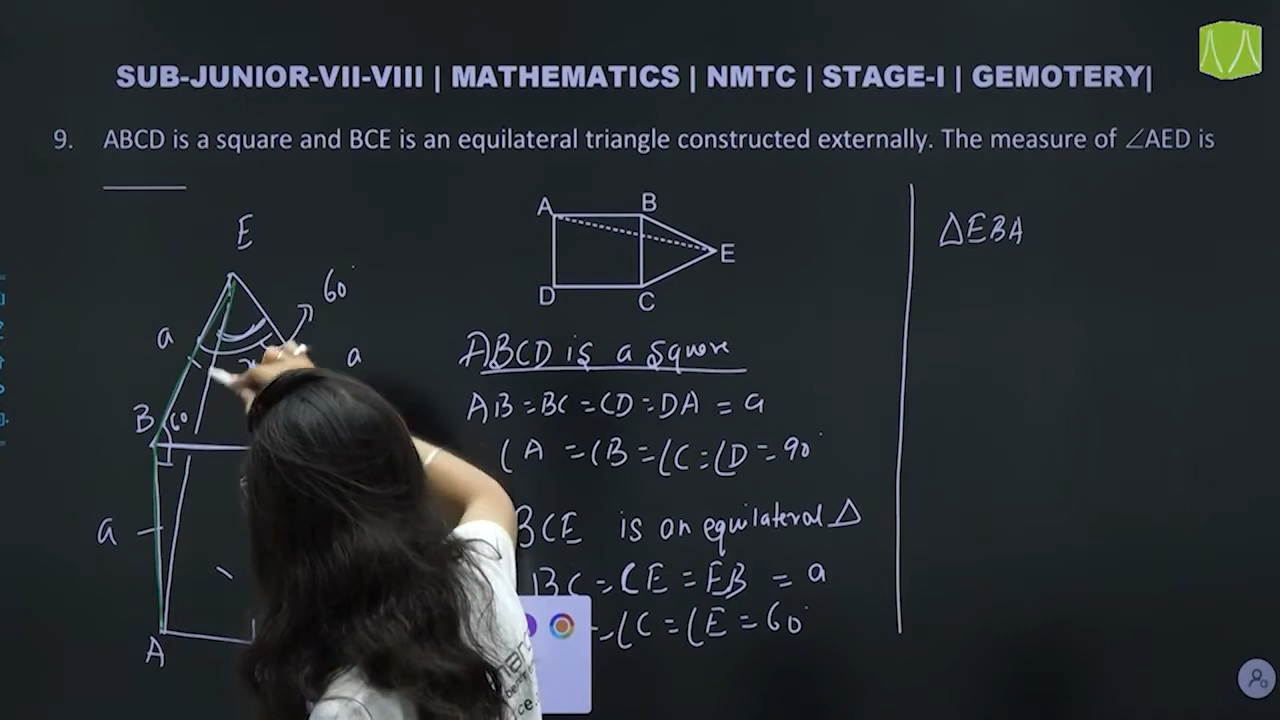 SUB-JUNIOR-VII-VIII | MATHEMATICS | NMTC | STAGE-I | GEMOTERY|
9. ABCD is a square and BCE is an equilateral triangle constructed externally. The measure of ∠AED is
A B
E
D C
E
60°
a
a
B 60
a
A
ABCD is a square
AB = BC = CD = DA = a
∠A = ∠B = ∠C = ∠D = 90°
BCE is an equilateral △
BC = CE = EB = a
= ∠C = ∠E = 60°
△EBA